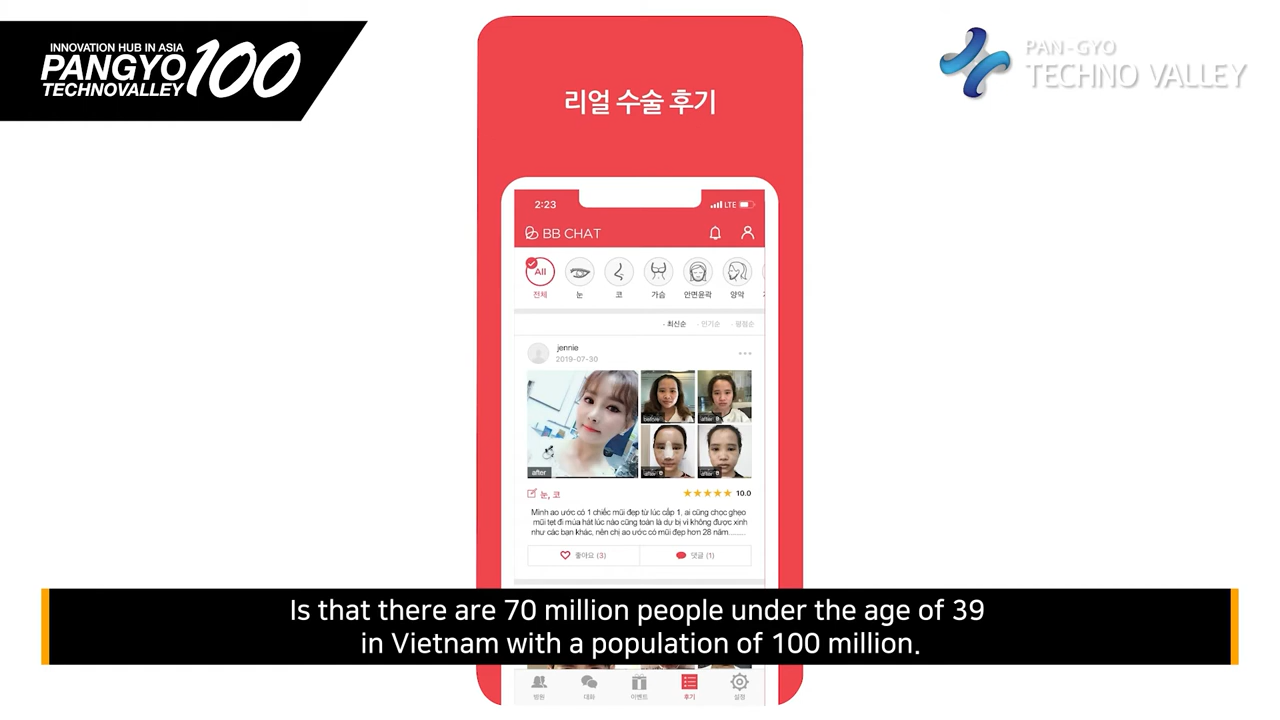 INNOVATION HUB IN ASIA
PANGYO
TECHNOVALLEY
100
PAN-GYO
TECHNO VALLEY
리얼 수술 후기
2:23
LTE
BB CHAT
All
전체
눈
코
가슴
안면윤곽
양악
· 최신순
· 인기순
· 평점순
jennie
2019-07-30
after
before
after
after
after
눈, 코
10.0
Mình ao ước có 1 chiếc mũi đẹp từ lúc cấp 1, ai cũng chọc ghẹo
mũi tẹt đi múa hát lúc nào cũng toàn là dự bị vì không được xinh
như các bạn khác, nên chị ao ước có mũi đẹp hơn 28 năm........
좋아요 (3)
댓글 (1)
Is that there are 70 million people under the age of 39
in Vietnam with a population of 100 million.
병원
대화
이벤트
후기
설정